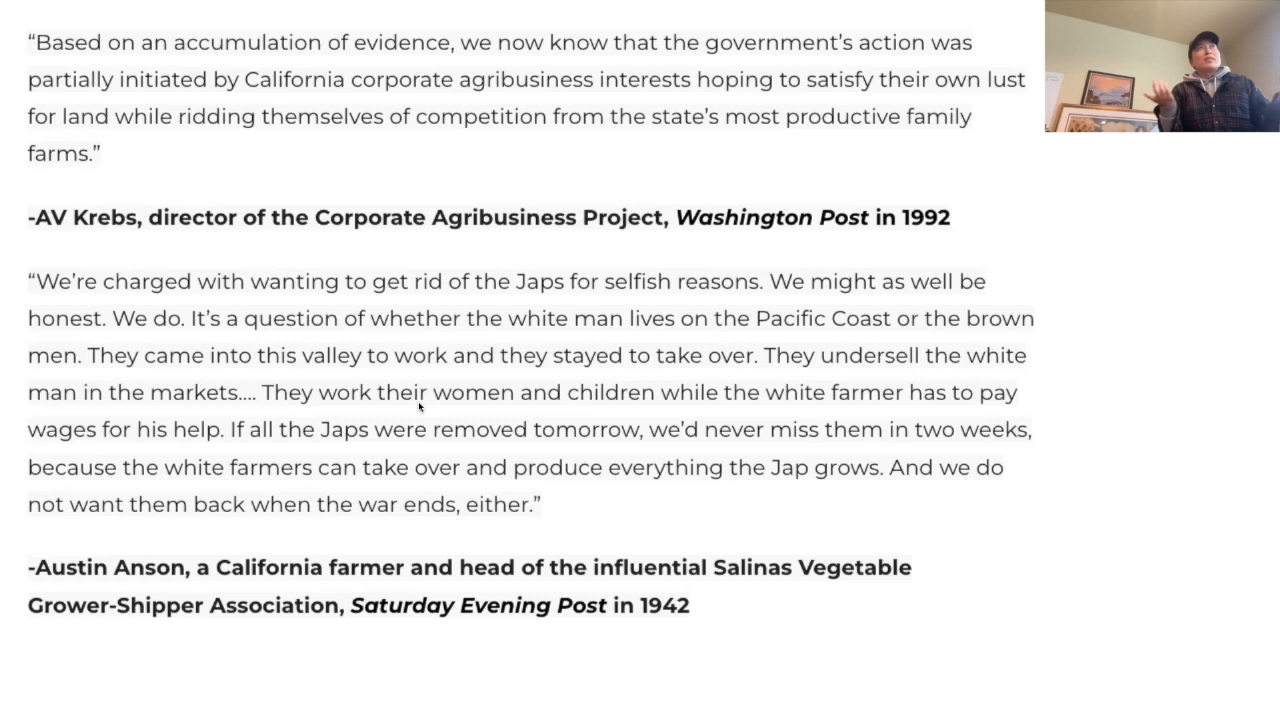 “Based on an accumulation of evidence, we now know that the government’s action was
partially initiated by California corporate agribusiness interests hoping to satisfy their own lust
for land while ridding themselves of competition from the state’s most productive family
farms.”
-AV Krebs, director of the Corporate Agribusiness Project, Washington Post in 1992
“We’re charged with wanting to get rid of the Japs for selfish reasons. We might as well be
honest. We do. It’s a question of whether the white man lives on the Pacific Coast or the brown
men. They came into this valley to work and they stayed to take over. They undersell the white
man in the markets.... They work their women and children while the white farmer has to pay
wages for his help. If all the Japs were removed tomorrow, we’d never miss them in two weeks,
because the white farmers can take over and produce everything the Jap grows. And we do
not want them back when the war ends, either.”
-Austin Anson, a California farmer and head of the influential Salinas Vegetable
Grower-Shipper Association, Saturday Evening Post in 1942